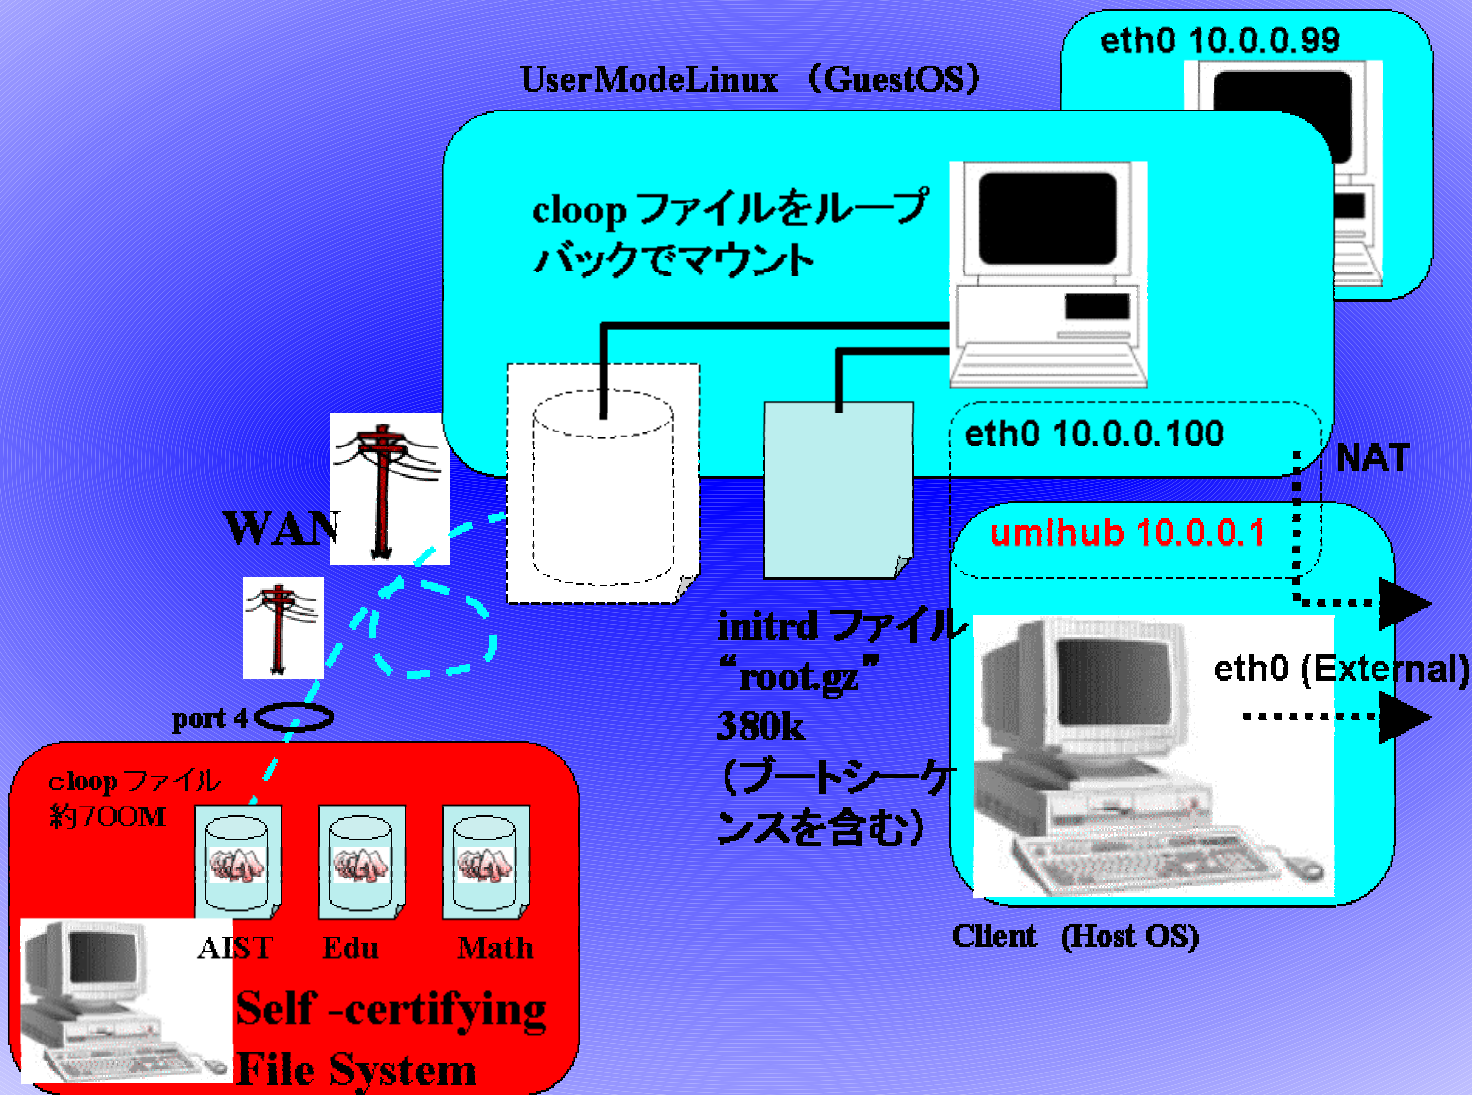 eth0 10.0.0.99
UserModeLinux （GuestOS）
cloop ファイルをループ
バックでマウント
eth0 10.0.0.100
NAT
WAN
umlhub 10.0.0.1
initrd ファイル
“root.gz”
380k
（ブートシーケ
ンスを含む）
eth0 (External)
port 4
cloop ファイル
約700M
AIST
Edu
Math
Client （Host OS）
Self -certifying
File System